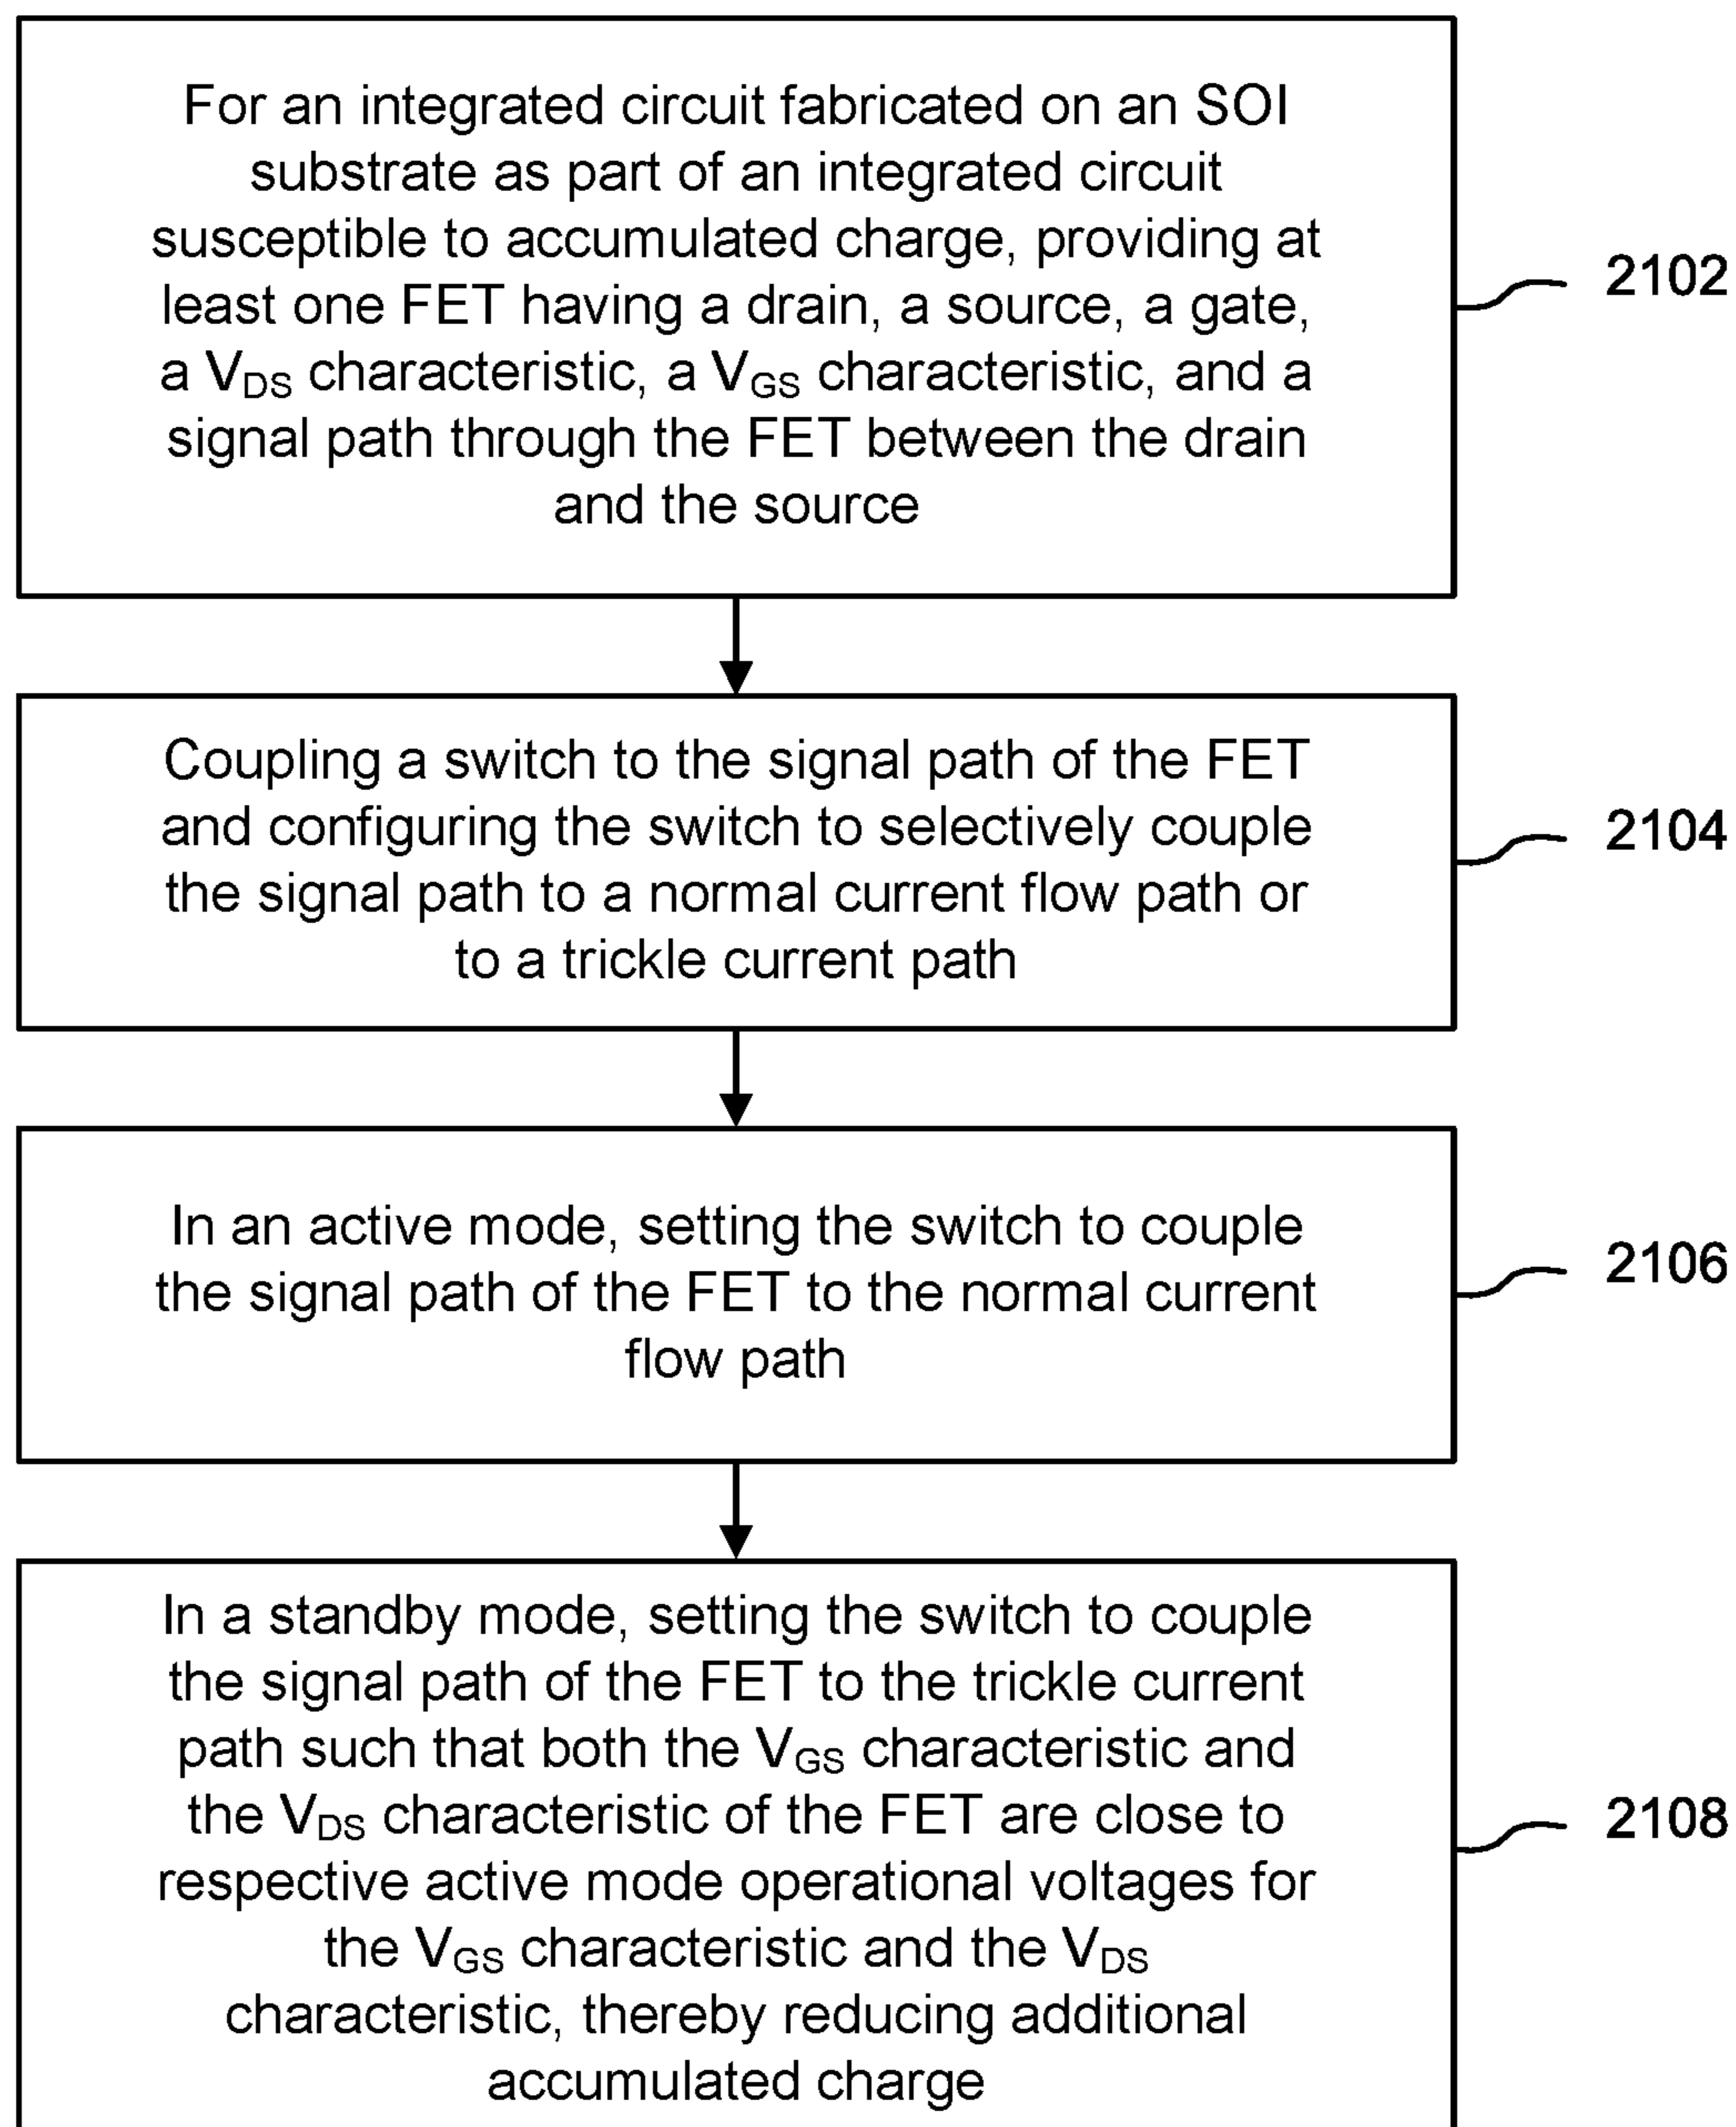 For an integrated circuit fabricated on an SOI
substrate as part of an integrated circuit
susceptible to accumulated charge, providing at
least one FET having a drain, a source, a gate,
a VDS characteristic, a VGS characteristic, and a
signal path through the FET between the drain
and the source
2102
Coupling a switch to the signal path of the FET
and configuring the switch to selectively couple
the signal path to a normal current flow path or
to a trickle current path
2104
In an active mode, setting the switch to couple
the signal path of the FET to the normal current
flow path
2106
In a standby mode, setting the switch to couple
the signal path of the FET to the trickle current
path such that both the VGS characteristic and
the VDS characteristic of the FET are close to
respective active mode operational voltages for
the VGS characteristic and the VDS
characteristic, thereby reducing additional
accumulated charge
2108